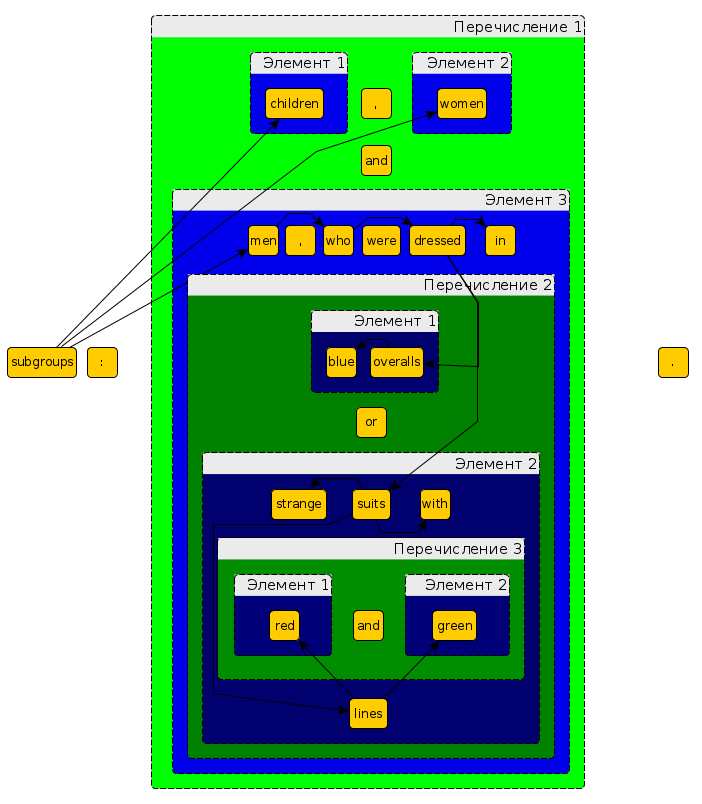 Перечисление 1
Элемент 1
Элемент 2
children , women
and
Элемент 3
men , who were dressed in
Перечисление 2
Элемент 1
subgroups : blue overalls .
or
Элемент 2
strange suits with
Перечисление 3
Элемент 1
Элемент 2
red and green
lines